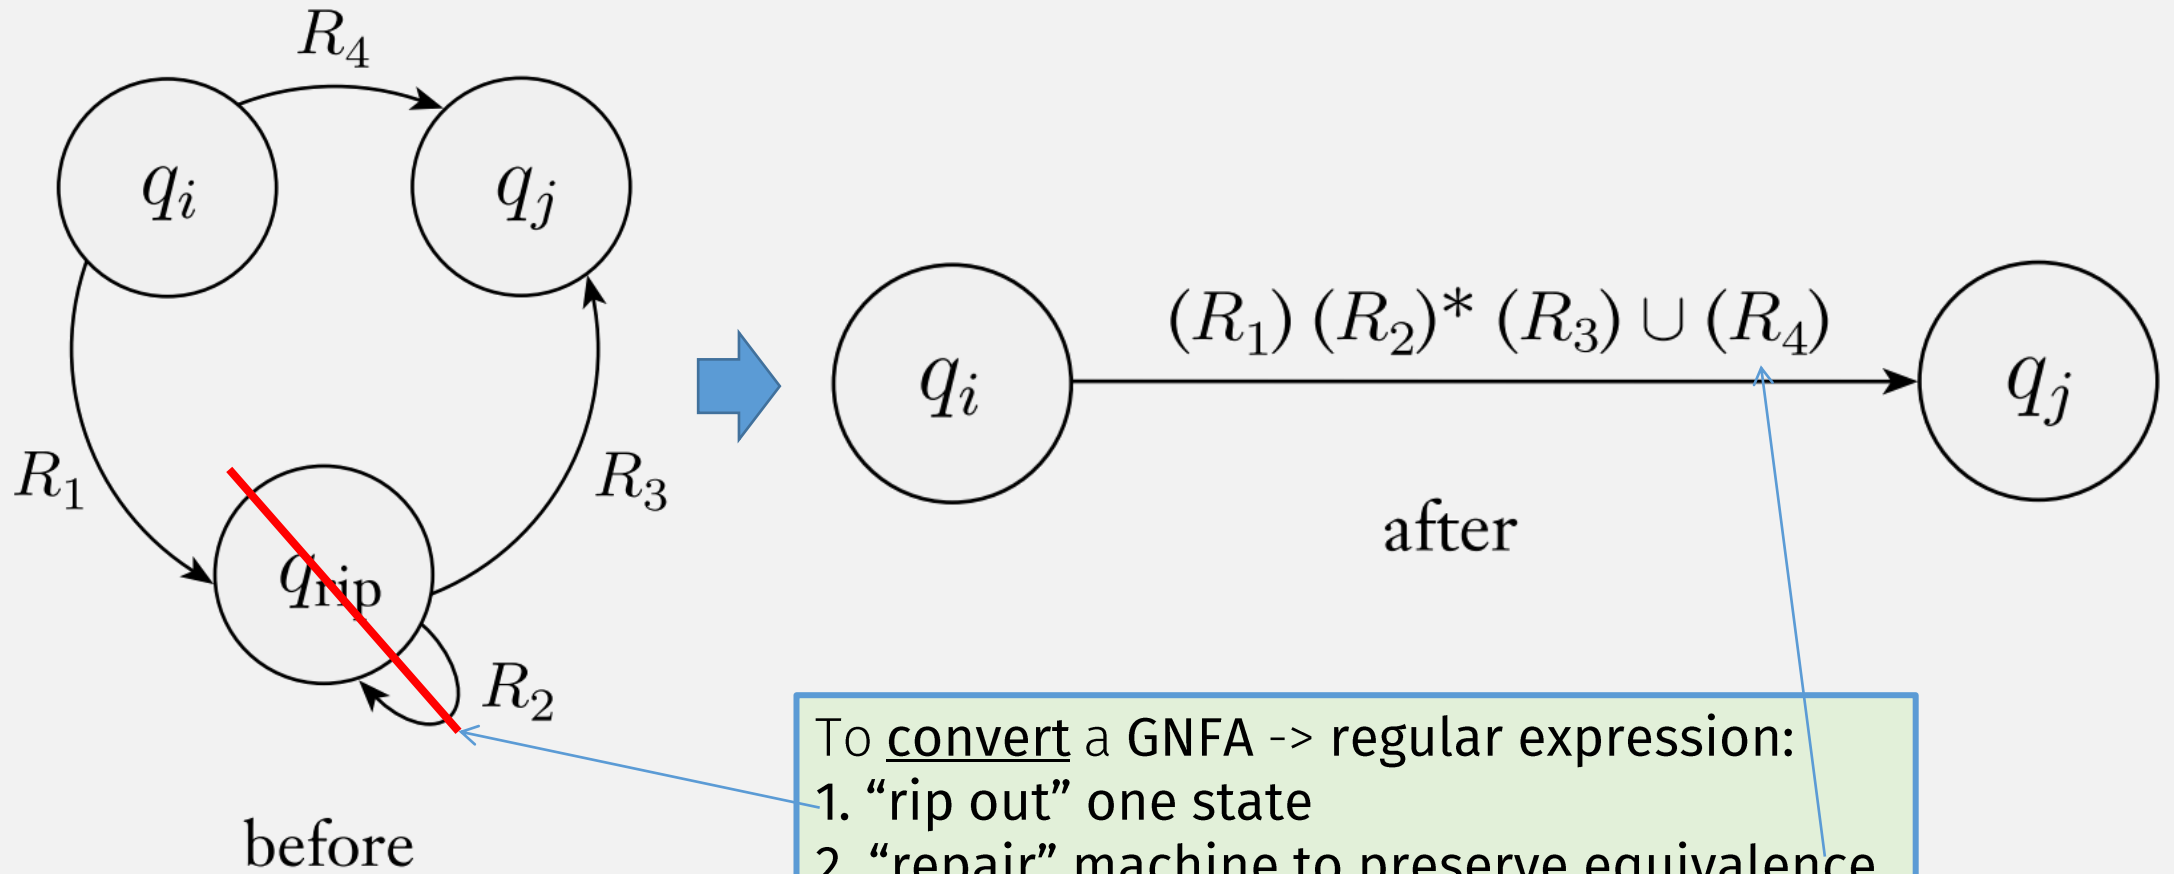 R₄
qᵢ
qⱼ
R₁
R₃
q_rip
R₂
before
qᵢ
(R₁) (R₂)* (R₃) ∪ (R₄)
qⱼ
after
To convert a GNFA -> regular expression:
1. “rip out” one state
2. “repair” machine to preserve equivalence